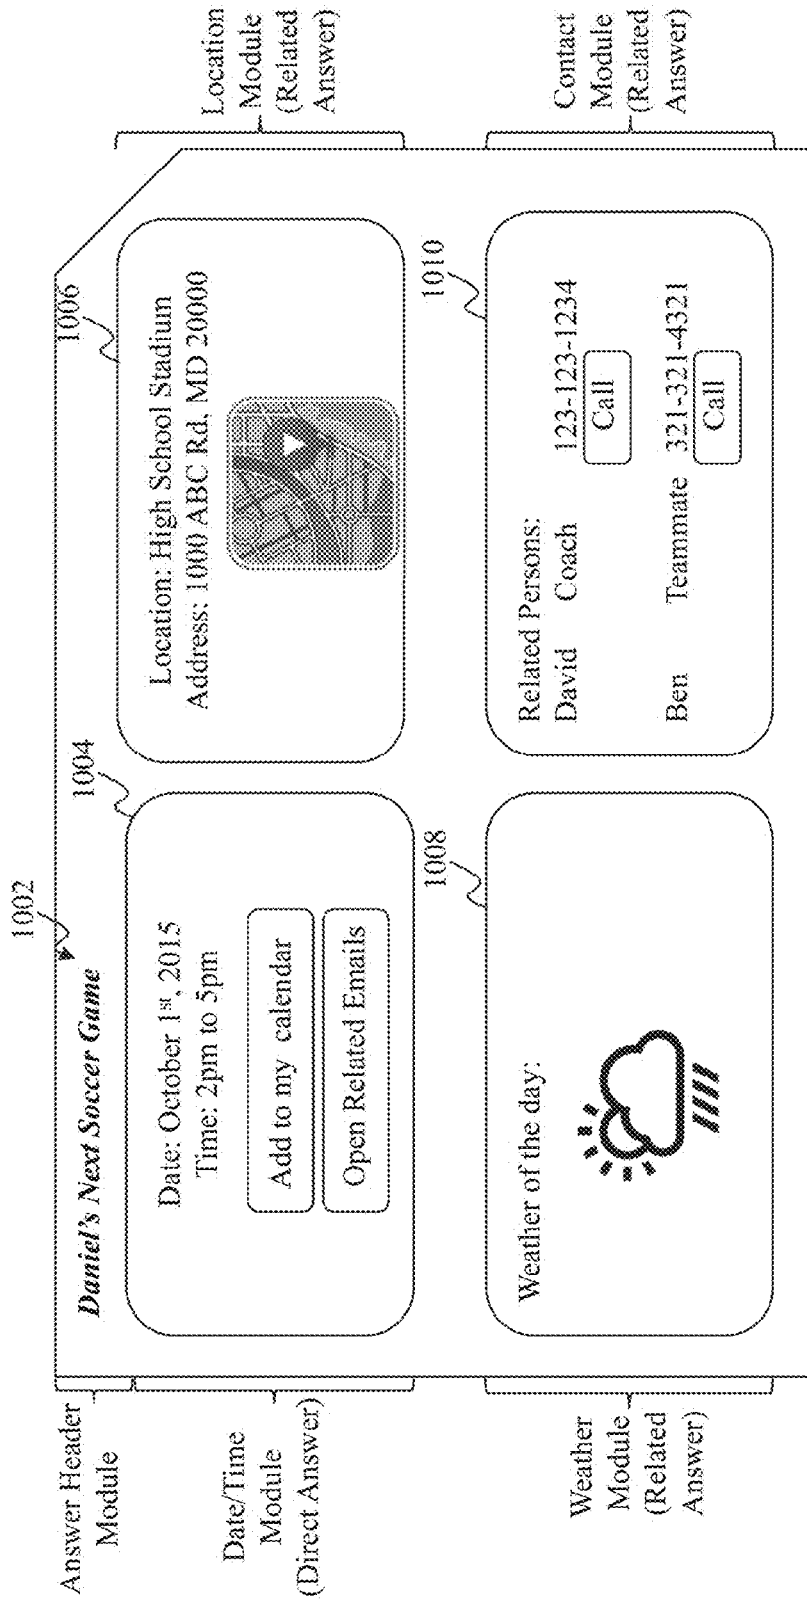 1002
Answer Header
Module
Daniel's Next Soccer Game
Date/Time
Module
(Direct Answer)
1004
Date: October 1st, 2015
Time: 2pm to 5pm
Add to my calendar
Open Related Emails
1006
Location: High School Stadium
Address: 1000 ABC Rd, MD 20000
Location
Module
(Related
Answer)
Weather
Module
(Related
Answer)
1008
Weather of the day:
1010
Related Persons:
David Coach 123-123-1234
Call
Ben Teammate 321-321-4321
Call
Contact
Module
(Related
Answer)